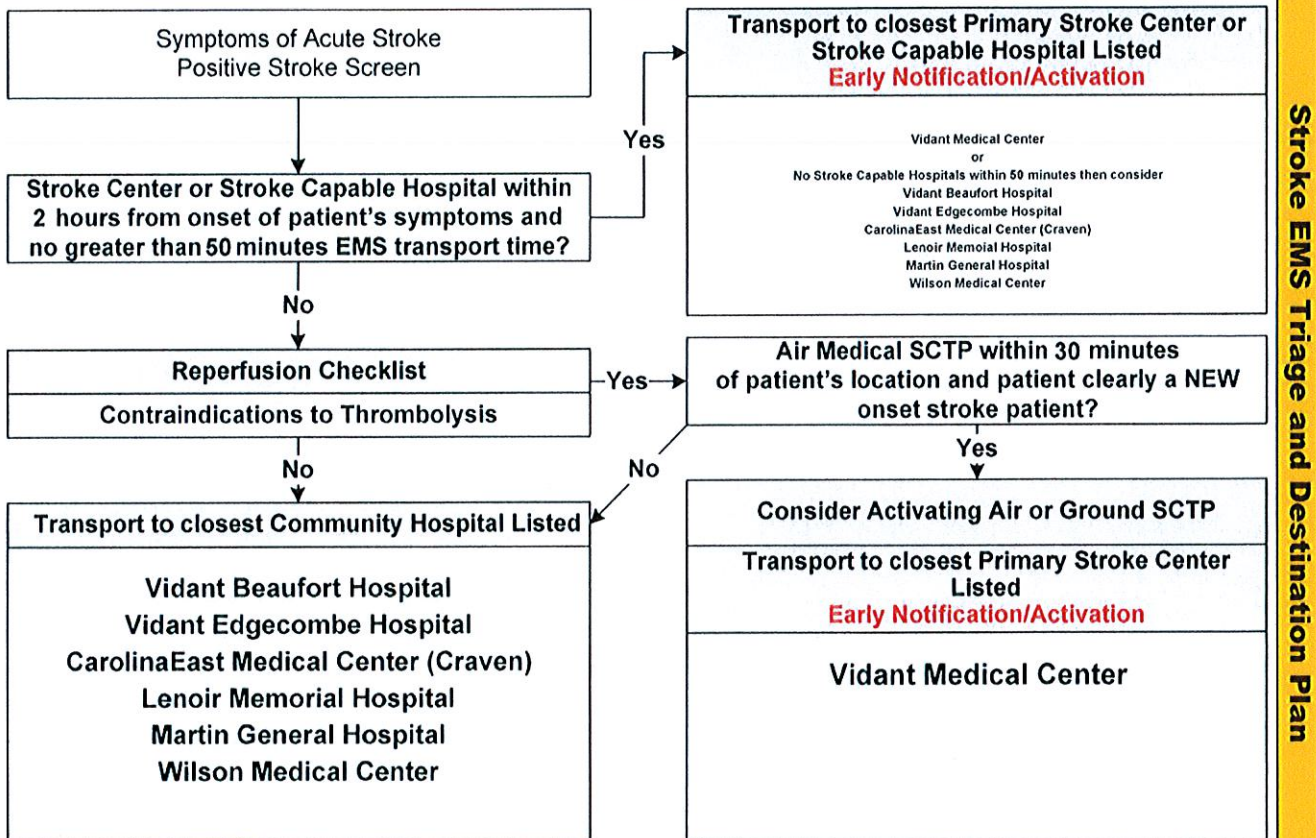 Symptoms of Acute Stroke
Positive Stroke Screen
Stroke Center or Stroke Capable Hospital within
2 hours from onset of patient's symptoms and
no greater than 50 minutes EMS transport time?
Yes
Transport to closest Primary Stroke Center or
Stroke Capable Hospital Listed
Early Notification/Activation
Vidant Medical Center
or
No Stroke Capable Hospitals within 50 minutes then consider
Vidant Beaufort Hospital
Vidant Edgecombe Hospital
CarolinaEast Medical Center (Craven)
Lenoir Memoial Hospital
Martin General Hospital
Wilson Medical Center
No
Reperfusion Checklist
Contraindications to Thrombolysis
Yes
Air Medical SCTP within 30 minutes
of patient's location and patient clearly a NEW
onset stroke patient?
No
No
Yes
Transport to closest Community Hospital Listed
Vidant Beaufort Hospital
Vidant Edgecombe Hospital
CarolinaEast Medical Center (Craven)
Lenoir Memorial Hospital
Martin General Hospital
Wilson Medical Center
Consider Activating Air or Ground SCTP
Transport to closest Primary Stroke Center
Listed
Early Notification/Activation
Vidant Medical Center
Stroke EMS Triage and Destination Plan